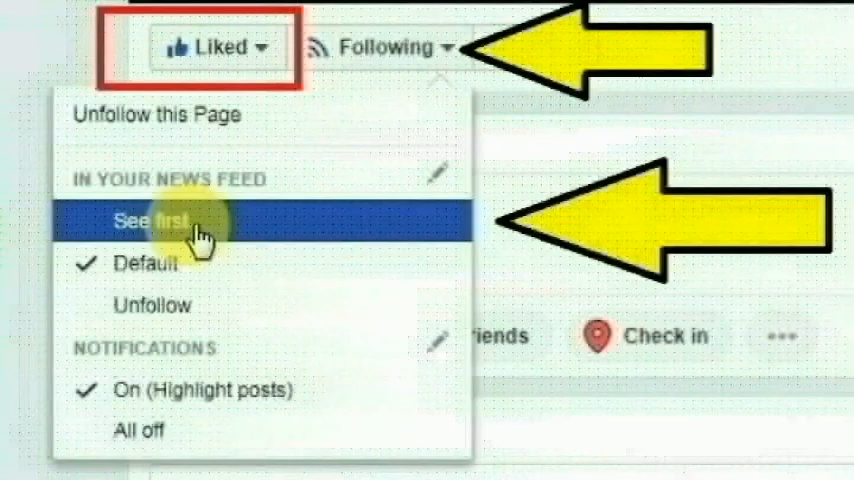 Liked Following
Unfollow this Page
IN YOUR NEWS FEED
See first
Default
Unfollow
riends Check in
NOTIFICATIONS
On (Highlight posts)
All off